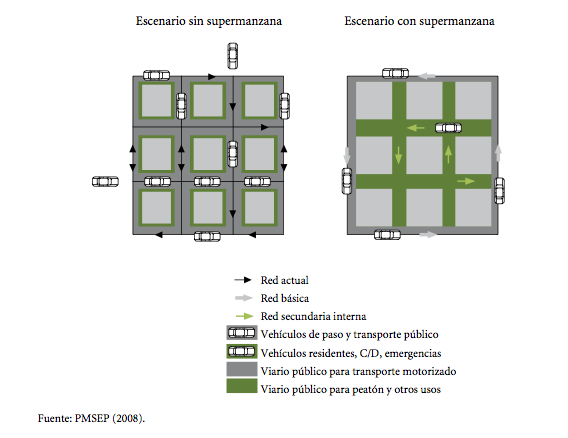 Escenario sin supermanzana
Escenario con supermanzana
Red actual
Red básica
Red secundaria interna
Vehículos de paso y transporte público
Vehículos residentes, C/D, emergencias
Viario público para transporte motorizado
Viario público para peatón y otros usos
Fuente: PMSEP (2008).